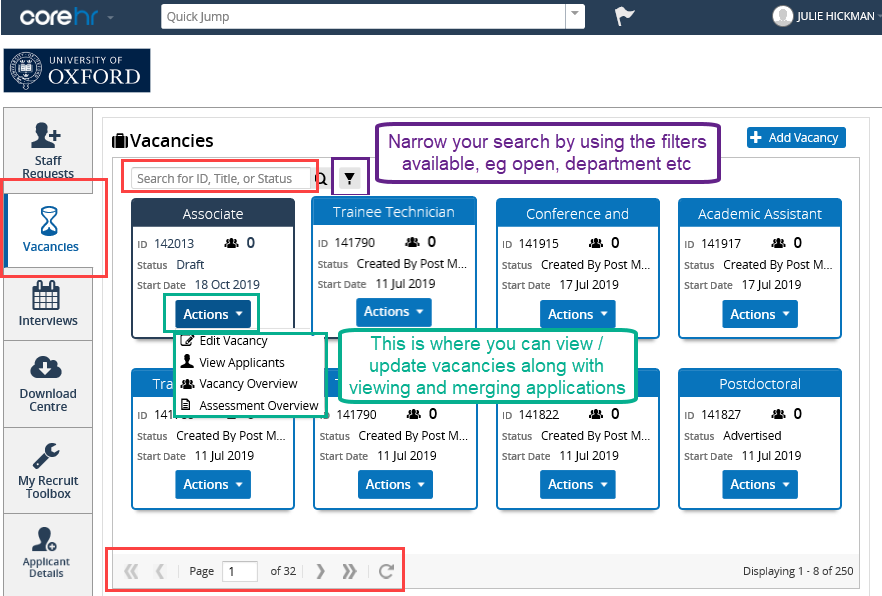 corehr
Quick Jump
JULIE HICKMAN
UNIVERSITY OF
OXFORD
Staff
Requests
Vacancies
Interviews
Download
Centre
My Recruit
Toolbox
Applicant
Details
Vacancies
Narrow your search by using the filters
available, eg open, department etc
Add Vacancy
Search for ID, Title, or Status
Associate
ID 142013 0
Status Draft
Start Date 18 Oct 2019
Actions
Trainee Technician
ID 141790 0
Status Created By Post M...
Start Date 11 Jul 2019
Actions
Conference and
ID 141915 0
Status Created By Post M...
Start Date 17 Jul 2019
Actions
Academic Assistant
ID 141917 0
Status Created By Post M...
Start Date 17 Jul 2019
Actions
Edit Vacancy
View Applicants
Vacancy Overview
Assessment Overview
This is where you can view /
update vacancies along with
viewing and merging applications
ID
Status Created By Post M...
Start Date 11 Jul 2019
Actions
141790 0
Status Created By Post M...
Start Date 11 Jul 2019
Actions
ID 141822 0
Status Created By Post M...
Start Date 11 Jul 2019
Actions
Postdoctoral
ID 141827 0
Status Advertised
Start Date 11 Jul 2019
Actions
Page 1 of 32
Displaying 1 - 8 of 250